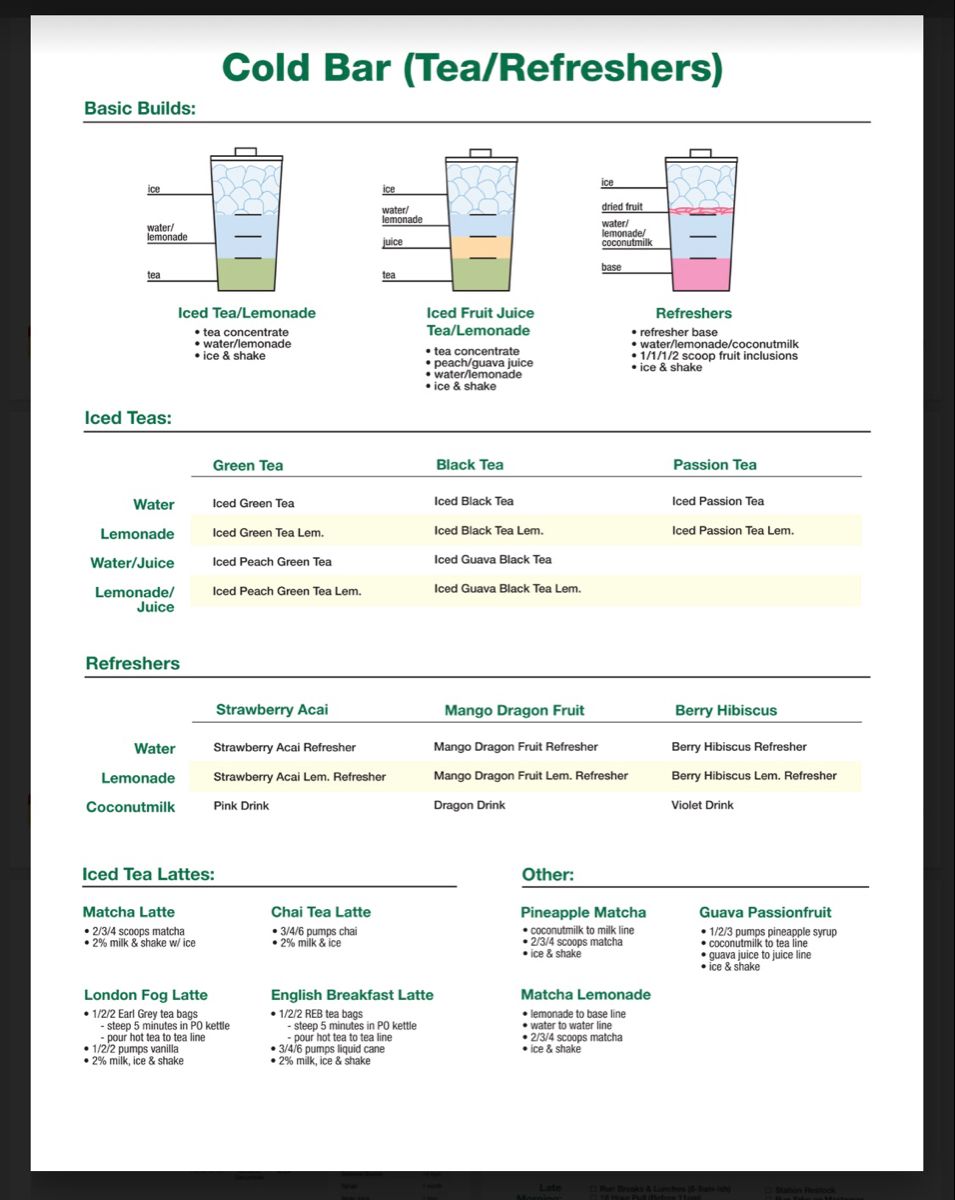 Cold Bar (Tea/Refreshers)
Basic Builds:
ice
water/
lemonade
tea
ice
water/
lemonade
juice
tea
ice
dried fruit
water/
lemonade/
coconutmilk
base
Iced Tea/Lemonade
• tea concentrate
• water/lemonade
• ice & shake
Iced Fruit Juice
Tea/Lemonade
• tea concentrate
• peach/guava juice
• water/lemonade
• ice & shake
Refreshers
• refresher base
• water/lemonade/coconutmilk
• 1/1/1/2 scoop fruit inclusions
• ice & shake
Iced Teas:
Green Tea Black Tea Passion Tea
Water Iced Green Tea Iced Black Tea Iced Passion Tea
Lemonade Iced Green Tea Lem. Iced Black Tea Lem. Iced Passion Tea Lem.
Water/Juice Iced Peach Green Tea Iced Guava Black Tea
Lemonade/ Iced Peach Green Tea Lem. Iced Guava Black Tea Lem.
Juice
Refreshers
Strawberry Acai Mango Dragon Fruit Berry Hibiscus
Water Strawberry Acai Refresher Mango Dragon Fruit Refresher Berry Hibiscus Refresher
Lemonade Strawberry Acai Lem. Refresher Mango Dragon Fruit Lem. Refresher Berry Hibiscus Lem. Refresher
Coconutmilk Pink Drink Dragon Drink Violet Drink
Iced Tea Lattes:
Matcha Latte
• 2/3/4 scoops matcha
• 2% milk & shake w/ ice
Chai Tea Latte
• 3/4/6 pumps chai
• 2% milk & ice
London Fog Latte
• 1/2/2 Earl Grey tea bags
- steep 5 minutes in PO kettle
- pour hot tea to tea line
• 1/2/2 pumps vanilla
• 2% milk, ice & shake
English Breakfast Latte
• 1/2/2 REB tea bags
- steep 5 minutes in PO kettle
- pour hot tea to tea line
• 3/4/6 pumps liquid cane
• 2% milk, ice & shake
Other:
Pineapple Matcha
• coconutmilk to milk line
• 2/3/4 scoops matcha
• ice & shake
Guava Passionfruit
• 1/2/3 pumps pineapple syrup
• coconutmilk to tea line
• guava juice to juice line
• ice & shake
Matcha Lemonade
• lemonade to base line
• water to water line
• 2/3/4 scoops matcha
• ice & shake